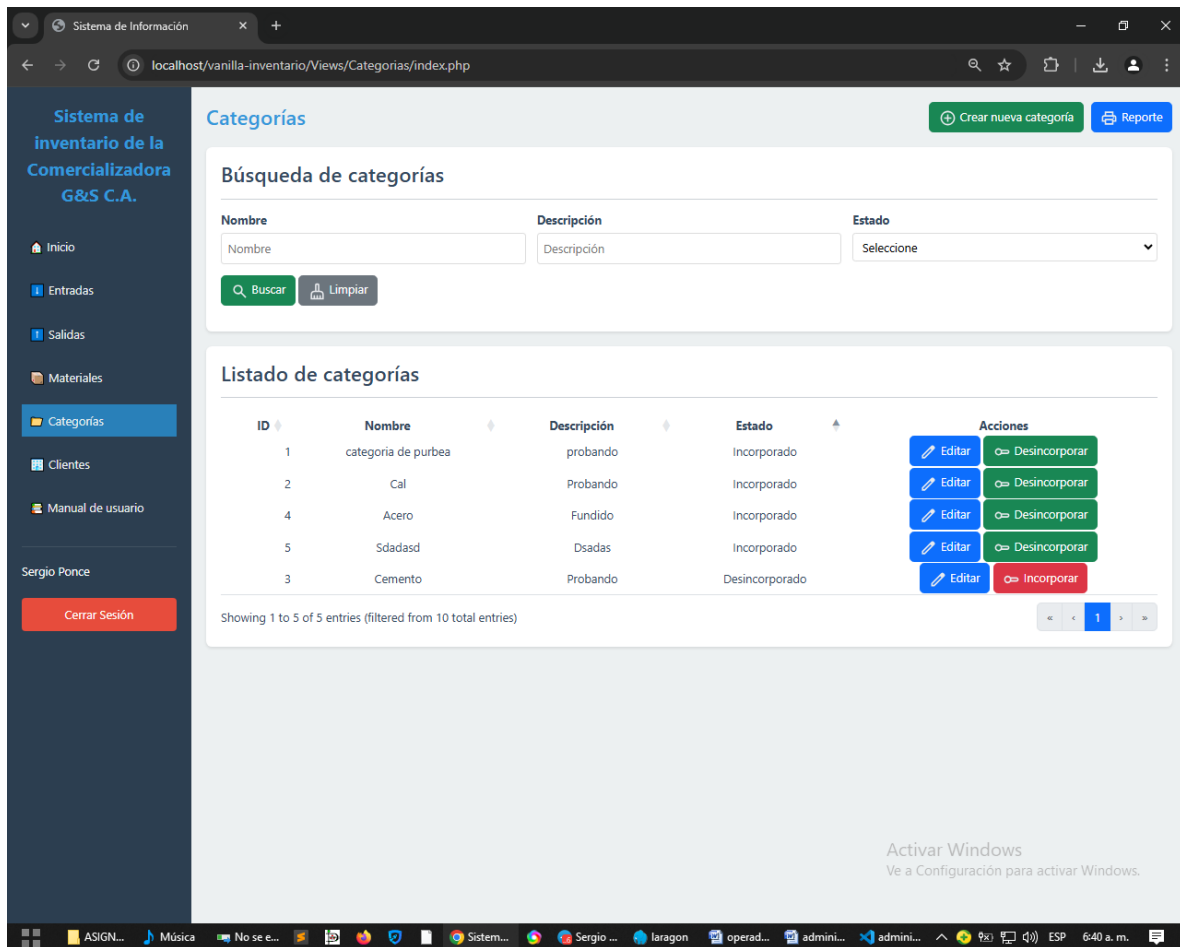 Sistema de Información
localhost/vanilla-inventario/Views/Categorias/index.php
Sistema de
inventario de la
Comercializadora
G&S C.A.
Inicio
Entradas
Salidas
Materiales
Categorías
Clientes
Manual de usuario
Sergio Ponce
Cerrar Sesión
Categorías
Crear nueva categoría Reporte
Búsqueda de categorías
Nombre Descripción Estado
Nombre Descripción Seleccione
Buscar Limpiar
Listado de categorías
ID Nombre Descripción Estado Acciones
1 categoria de purbea probando Incorporado Editar Desincorporar
2 Cal Probando Incorporado Editar Desincorporar
4 Acero Fundido Incorporado Editar Desincorporar
5 Sdadasd Dsadas Incorporado Editar Desincorporar
3 Cemento Probando Desincorporado Editar Incorporar
Showing 1 to 5 of 5 entries (filtered from 10 total entries) « ‹ 1 › »
Activar Windows
Ve a Configuración para activar Windows.
ASIGN... Música No se e... Sistem... Sergio ... laragon operad... admini... admini... ESP 6:40 a. m.